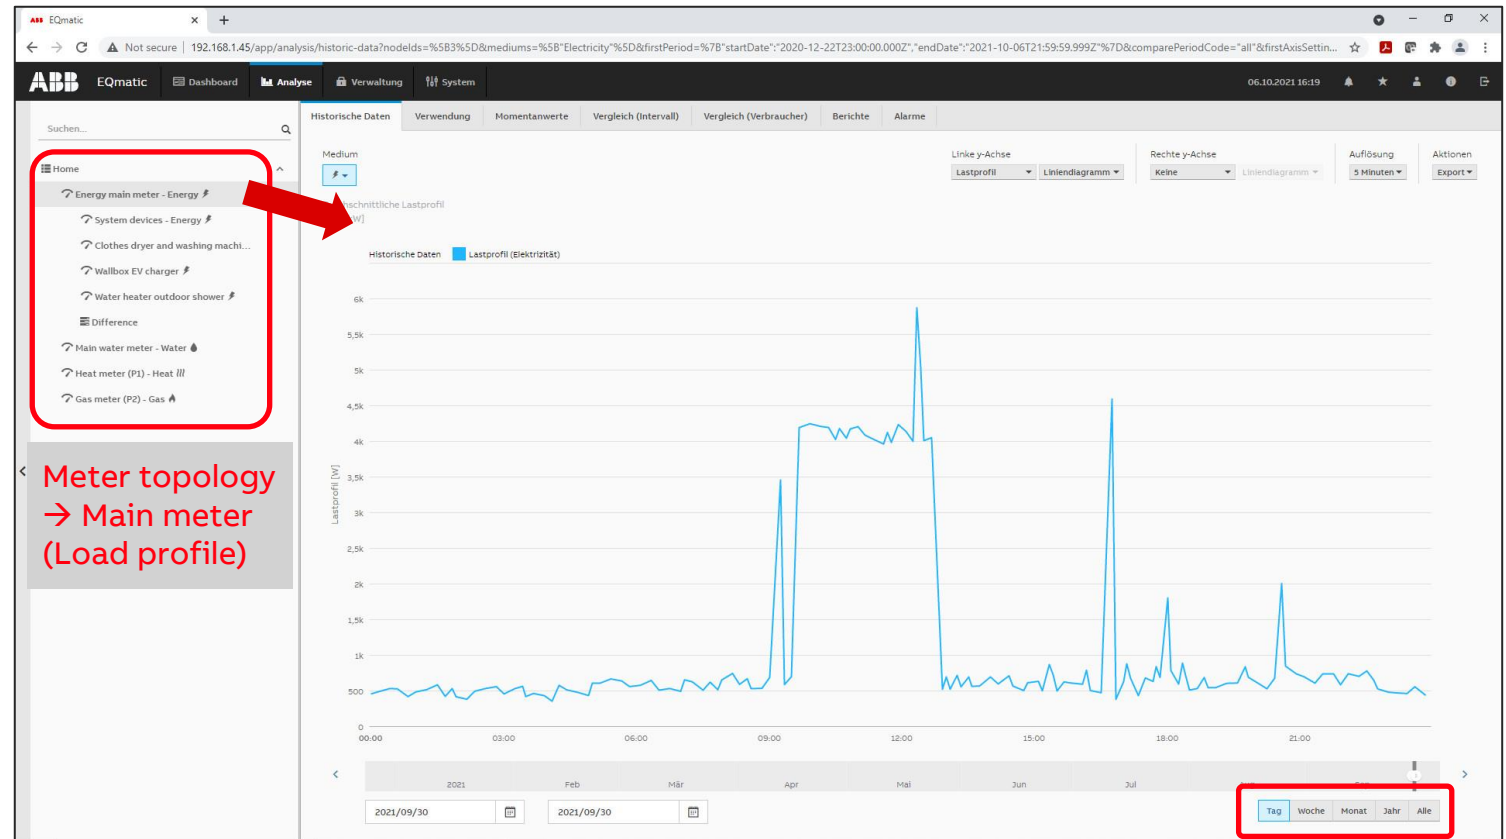 ABB EQmatic
Not secure | 192.168.1.45/app/analysis/historic-data?nodeIds=%5B3%5D&mediums=%5B"Electricity"%5D&firstPeriod=%7B"startDate":"2020-12-22T23:00:00.000Z","endDate":"2021-10-06T21:59:59.999Z"%7D&comparePeriodCode="all"&firstAxisSettin...
ABB EQmatic Dashboard Analyse Verwaltung System 06.10.2021 16:19
Historische Daten Verwendung Momentanwerte Vergleich (Intervall) Vergleich (Verbraucher) Berichte Alarme
Suchen...
Medium Linke y-Achse Rechte y-Achse Auflösung Aktionen
Lastprofil Liniendiagramm Keine Liniendiagramm 5 Minuten Export
Home
Energy main meter - Energy
System devices - Energy
Clothes dryer and washing machi...
Wallbox EV charger
Water heater outdoor shower
Difference
Main water meter - Water
Heat meter (P1) - Heat
Gas meter (P2) - Gas
Meter topology
→ Main meter
(Load profile)
Lastprofil
Historische Daten Lastprofil (Elektrizität)
Lastprofil [W]
6k
5,5k
5k
4,5k
4k
3,5k
3k
2,5k
2k
1,5k
1k
500
0
00:00 03:00 06:00 09:00 12:00 15:00 18:00 21:00
2021 Feb Mär Apr Mai Jun Jul
2021/09/30 2021/09/30
Tag Woche Monat Jahr Alle